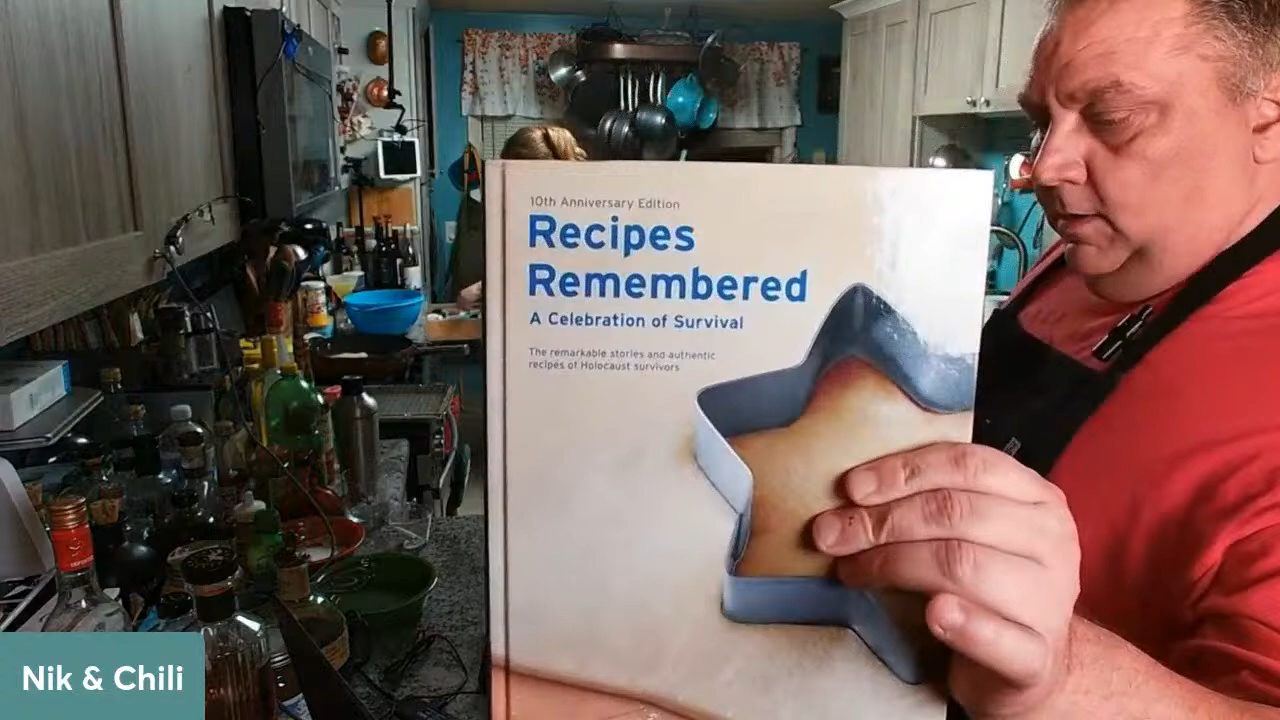 10th Anniversary Edition
Recipes
Remembered
A Celebration of Survival
The remarkable stories and authentic
recipes of Holocaust survivors
Nik & Chili